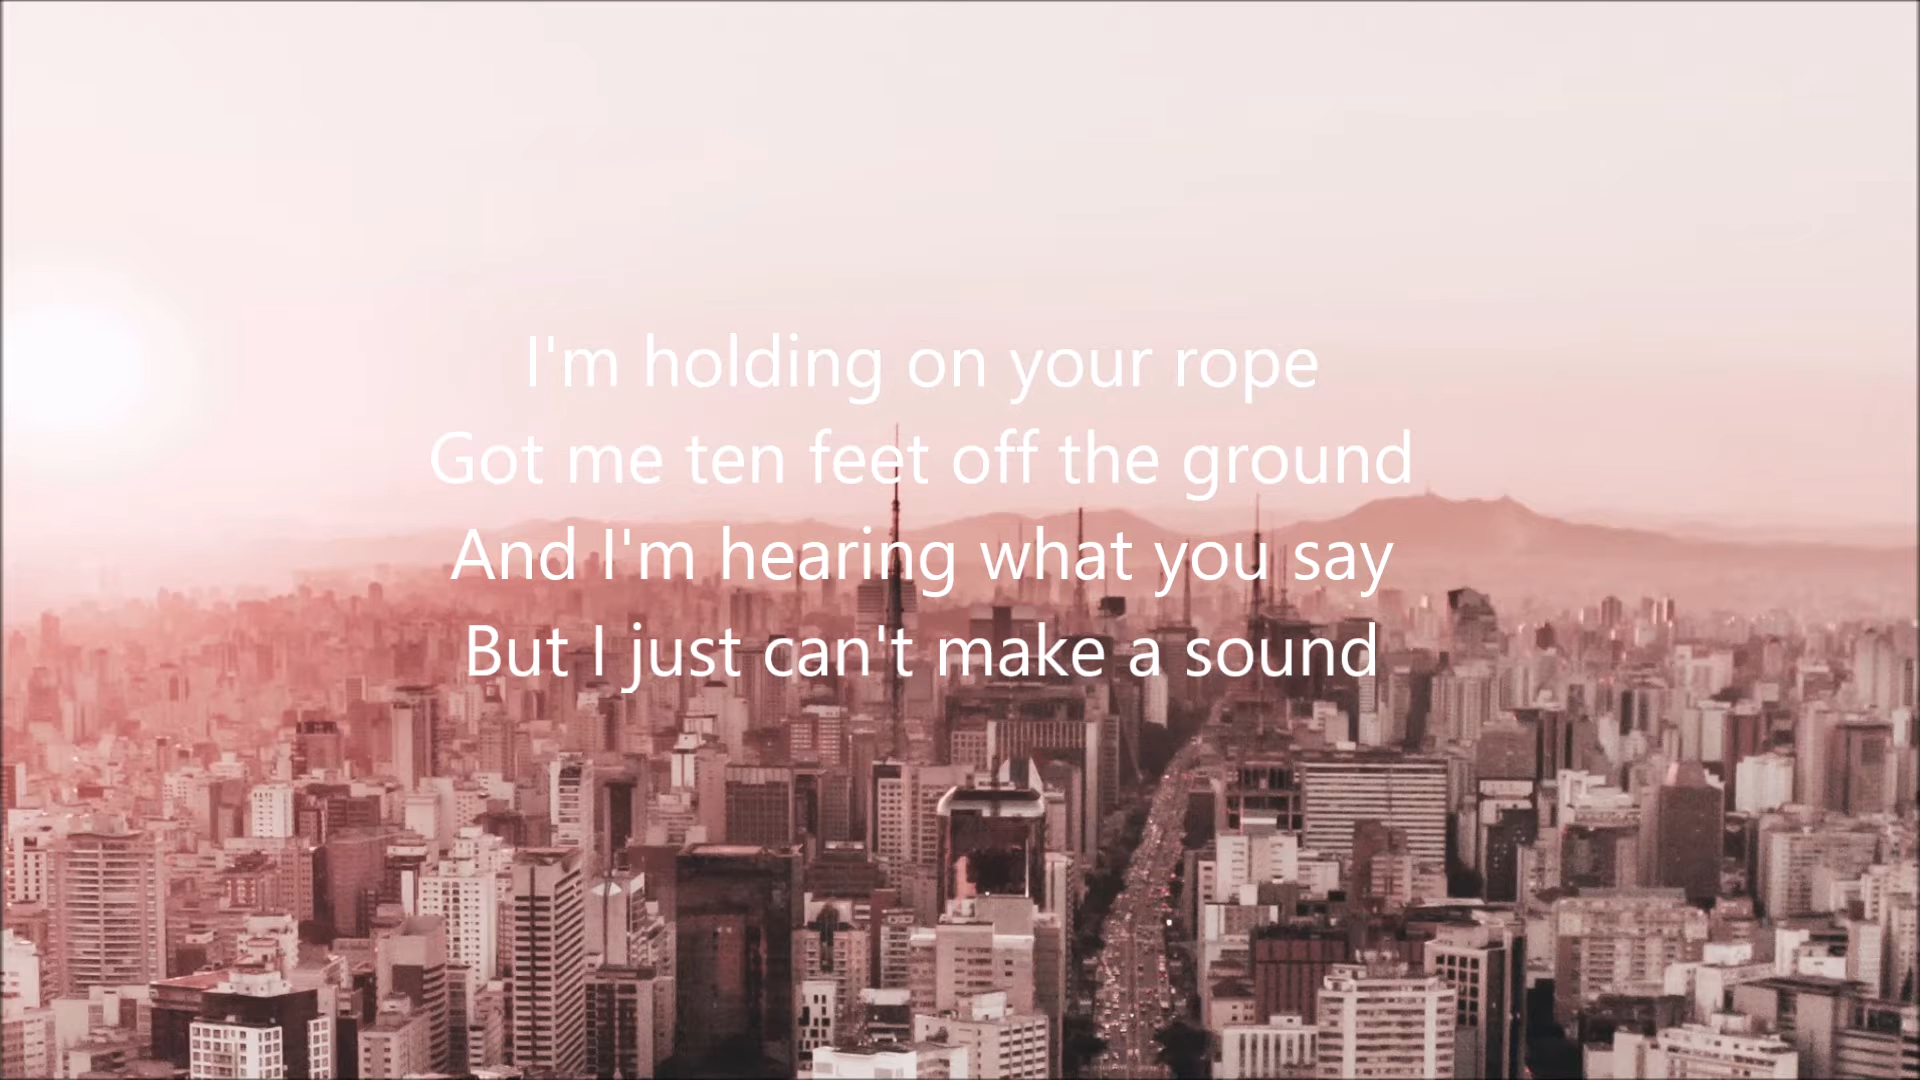 I'm holding on your rope
Got me ten feet off the ground
And I'm hearing what you say
But I just can't make a sound